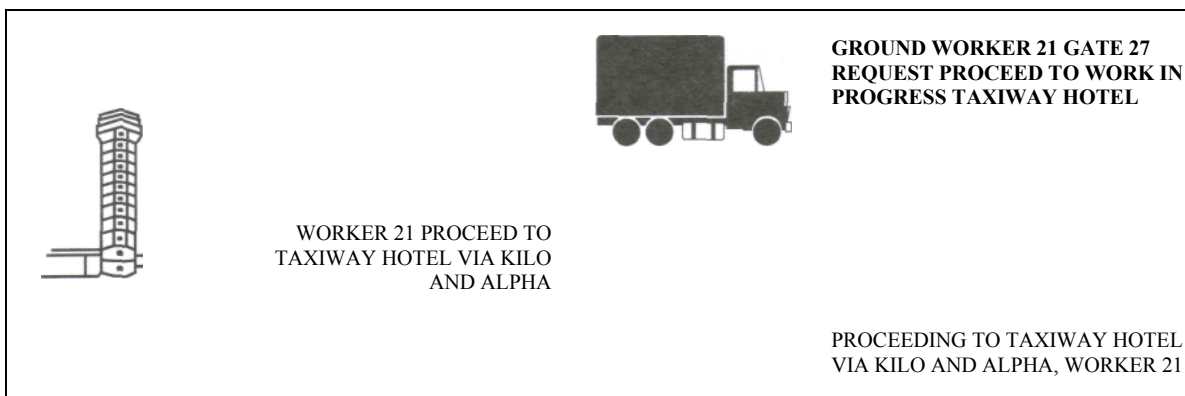 GROUND WORKER 21 GATE 27
REQUEST PROCEED TO WORK IN
PROGRESS TAXIWAY HOTEL
WORKER 21 PROCEED TO
TAXIWAY HOTEL VIA KILO
AND ALPHA
PROCEEDING TO TAXIWAY HOTEL
VIA KILO AND ALPHA, WORKER 21